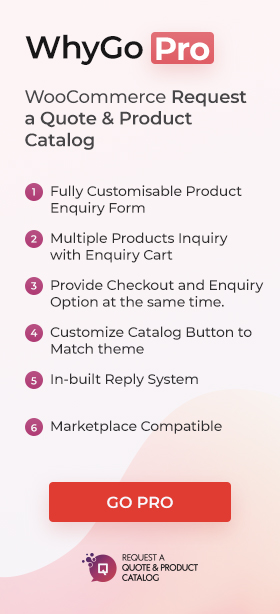 WhyGo Pro
WooCommerce Request
a Quote & Product
Catalog
1 Fully Customisable Product
Enquiry Form
2 Multiple Products Inquiry
with Enquiry Cart
3 Provide Checkout and Enquiry
Option at the same time.
4 Customize Catalog Button to
Match theme
5 In-built Reply System
6 Marketplace Compatible
GO PRO
Q
REQUEST A
QUOTE & PRODUCT
CATALOG